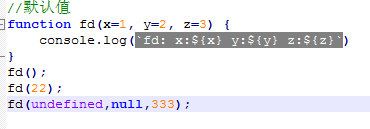 //默认值
function fd(x=1, y=2, z=3) {
console.log(`fd: x:${x} y:${y} z:${z}`)
}
fd();
fd(22);
fd(undefined,null,333);